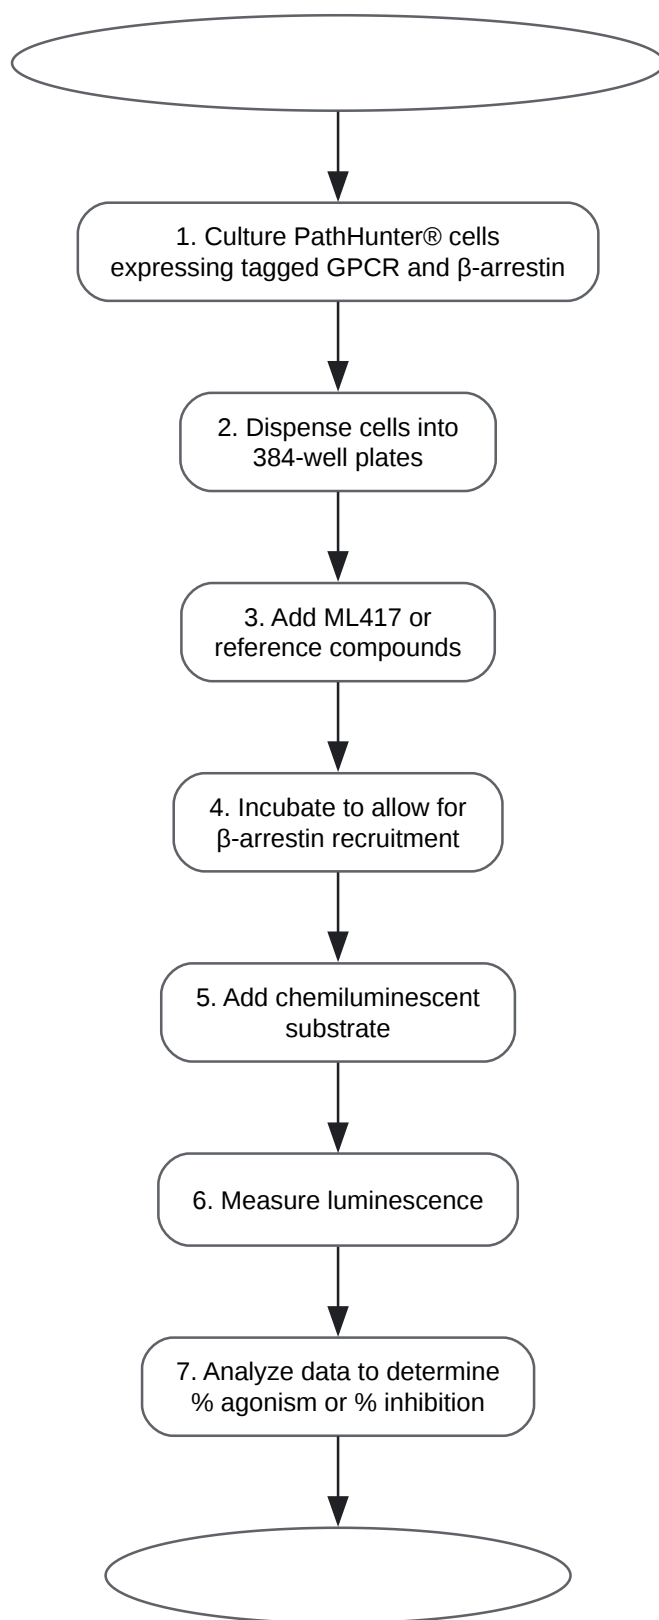 1. Culture PathHunter® cells
expressing tagged GPCR and β-arrestin
2. Dispense cells into
384-well plates
3. Add ML417 or
reference compounds
4. Incubate to allow for
β-arrestin recruitment
5. Add chemiluminescent
substrate
6. Measure luminescence
7. Analyze data to determine
% agonism or % inhibition